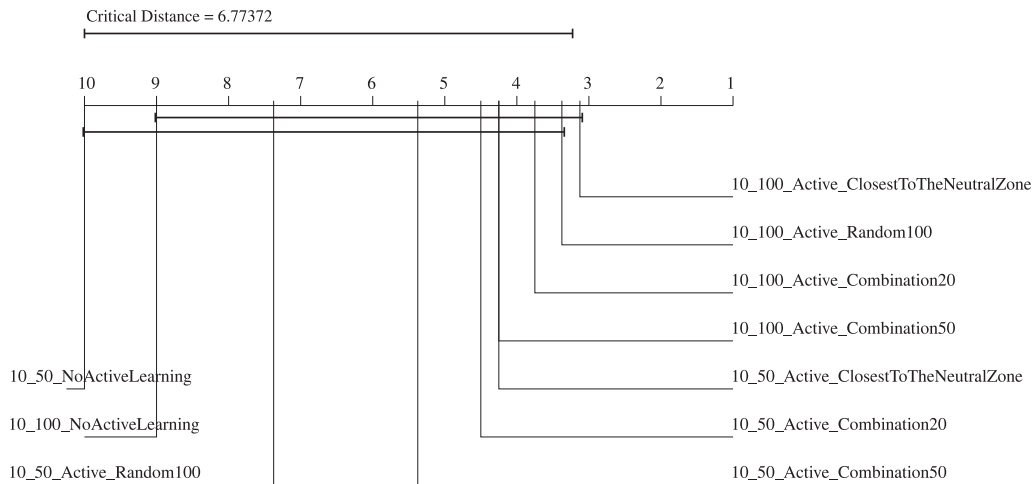 Critical Distance = 6.77372
10 9 8 7 6 5 4 3 2 1
10_100_Active_ClosestToTheNeutralZone
10_100_Active_Random100
10_100_Active_Combination20
10_100_Active_Combination50
10_50_NoActiveLearning 10_50_Active_ClosestToTheNeutralZone
10_100_NoActiveLearning 10_50_Active_Combination20
10_50_Active_Random100 10_50_Active_Combination50